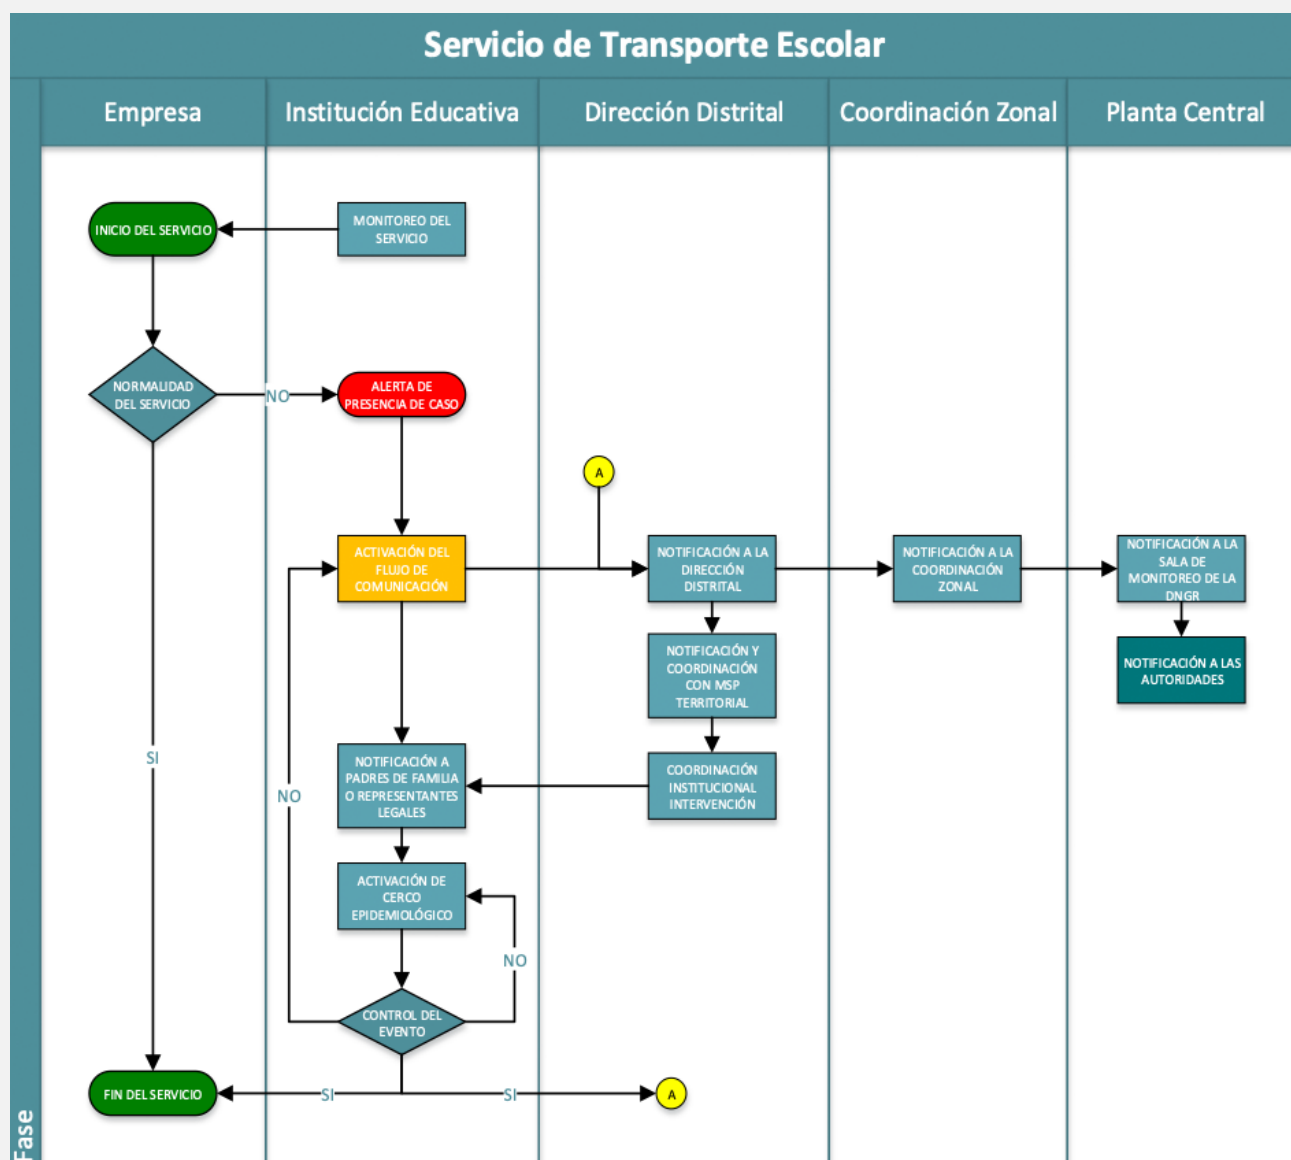 Servicio de Transporte Escolar
Empresa
Institución Educativa
Dirección Distrital
Coordinación Zonal
Planta Central
INICIO DEL SERVICIO
MONITOREO DEL
SERVICIO
NORMALIDAD
DEL SERVICIO
NO
ALERTA DE
PRESENCIA DE CASO
A
ACTIVACIÓN DEL
FLUJO DE
COMUNICACIÓN
NOTIFICACIÓN A LA
DIRECCIÓN
DISTRITAL
NOTIFICACIÓN A LA
COORDINACIÓN
ZONAL
NOTIFICACIÓN A LA
SALA DE
MONITOREO DE LA
DNGR
NOTIFICACIÓN Y
COORDINACIÓN
CON MSP
TERRITORIAL
NOTIFICACIÓN A LAS
AUTORIDADES
SI
NO
NOTIFICACIÓN A
PADRES DE FAMILIA
O REPRESENTANTES
LEGALES
COORDINACIÓN
INSTITUCIONAL
INTERVENCIÓN
ACTIVACIÓN DE
CERCO
EPIDEMIOLÓGICO
NO
CONTROL DEL
EVENTO
FIN DEL SERVICIO
SI
SI
A
Fase